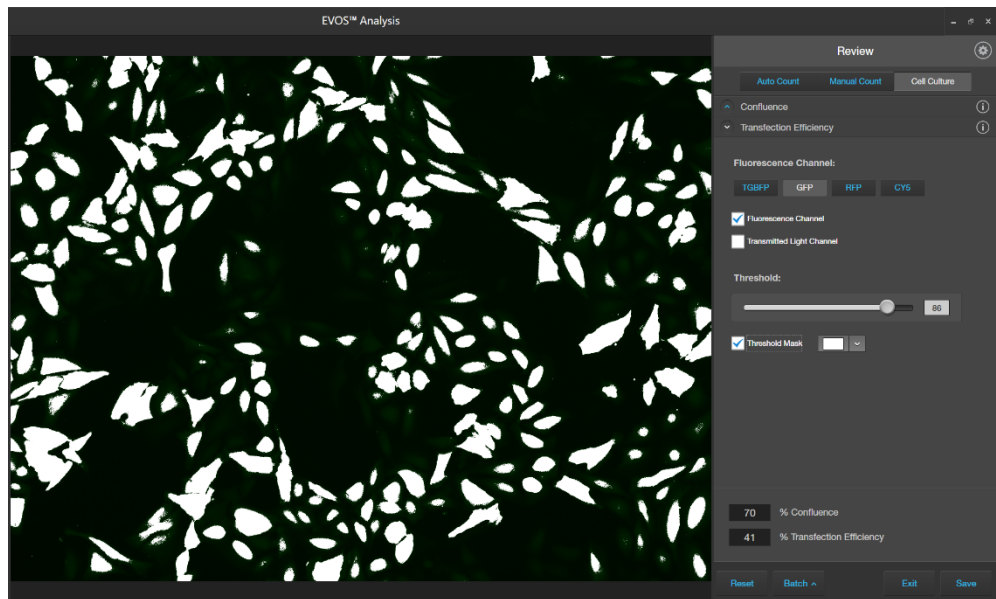 EVOS™ Analysis
Review
Auto Count Manual Count Cell Culture
Confluence
Transfection Efficiency
Fluorescence Channel:
TGBFP GFP RFP CY5
Fluorescence Channel
Transmitted Light Channel
Threshold:
86
Threshold Mask
70 % Confluence
41 % Transfection Efficiency
Reset Batch Exit Save